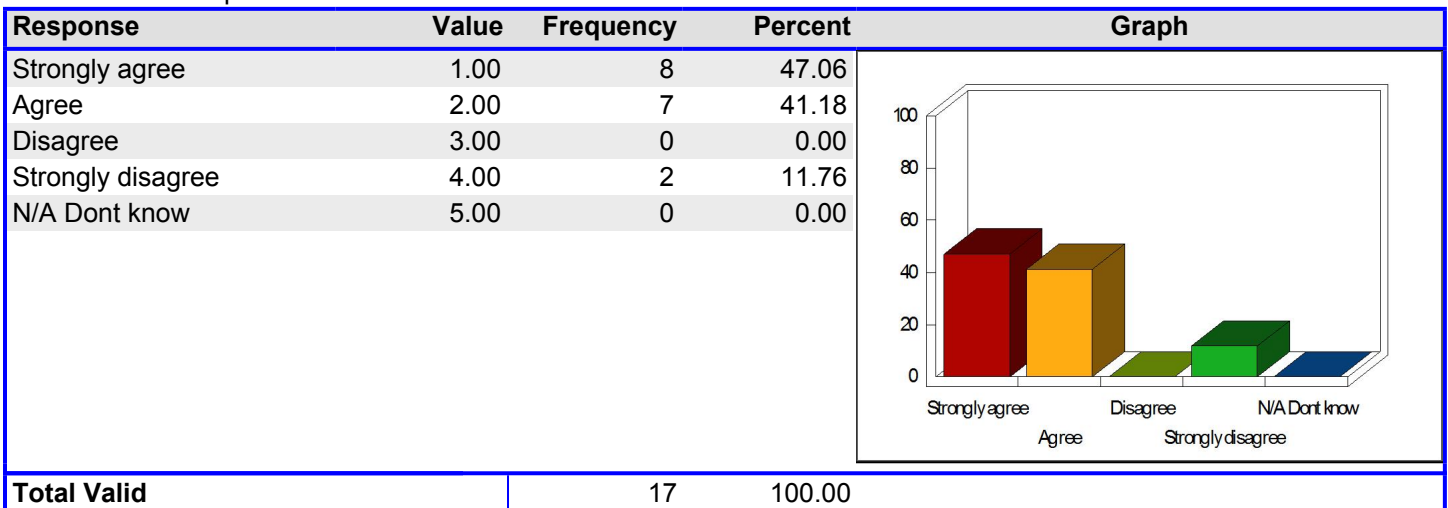 Response Value Frequency Percent Graph
Strongly agree 1.00 8 47.06
Agree 2.00 7 41.18
Disagree 3.00 0 0.00
Strongly disagree 4.00 2 11.76
N/A Dont know 5.00 0 0.00
100
80
60
40
20
0
Strongly agree Disagree N/A Dont know
Agree Strongly disagree
Total Valid 17 100.00